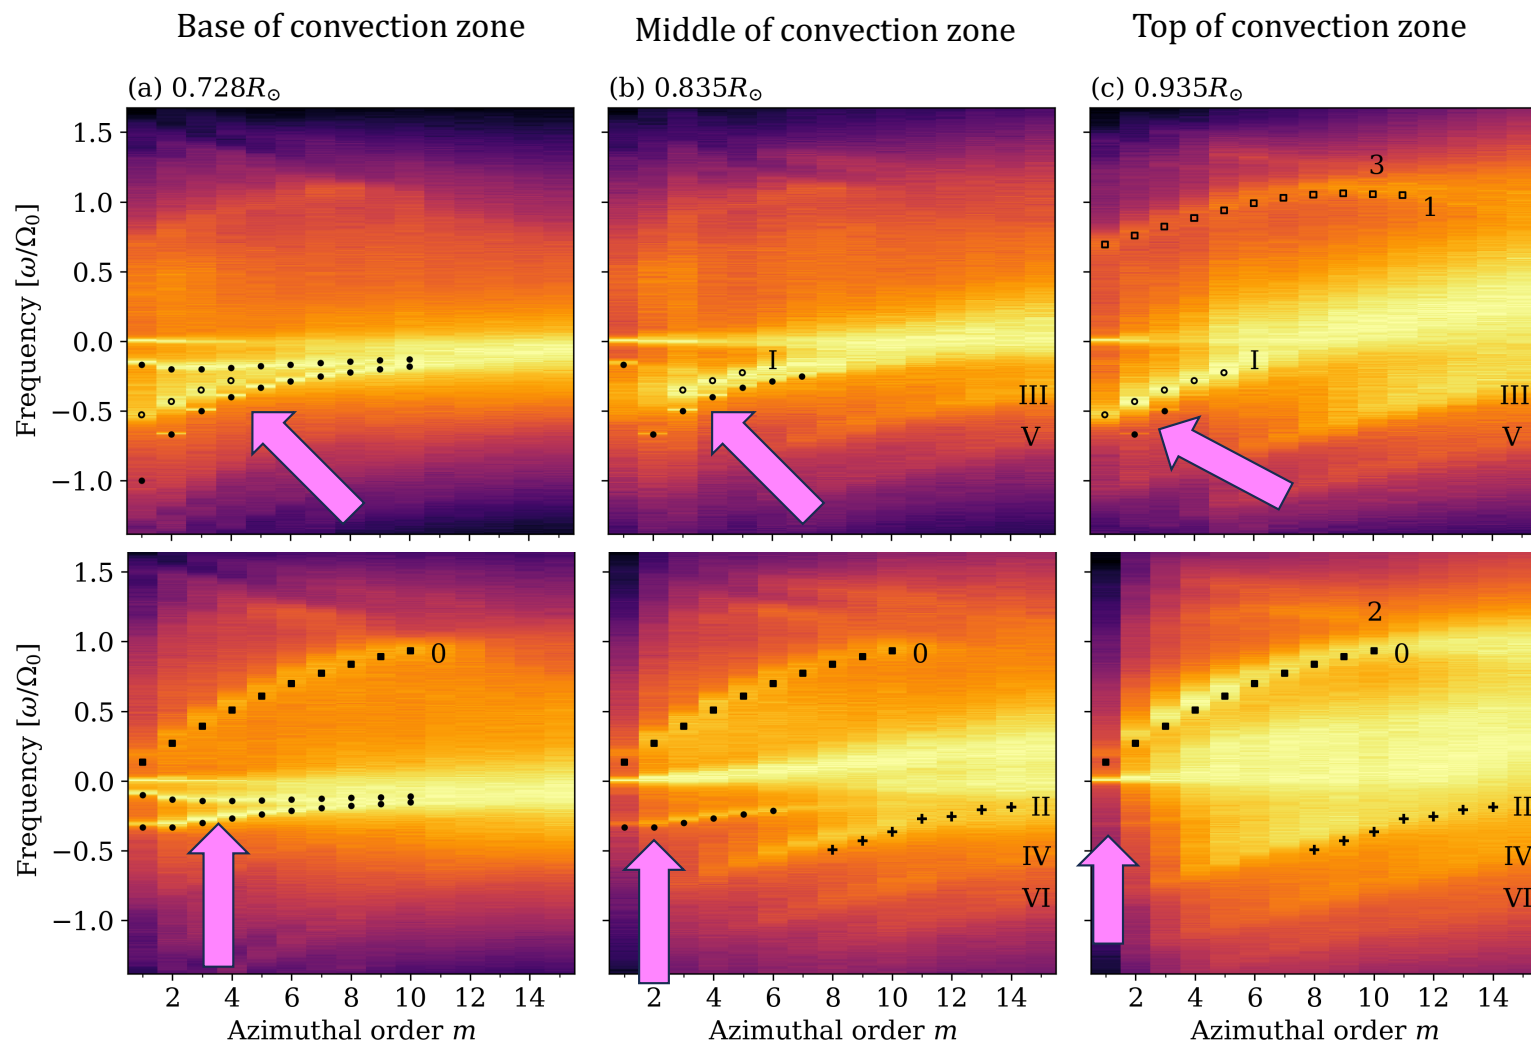 Base of convection zone
Middle of convection zone
Top of convection zone
(a) 0.728R⊙
(b) 0.835R⊙
(c) 0.935R⊙
Frequency [ω/Ω₀]
1.5
1.0
0.5
0.0
−0.5
−1.0
I
III
V
3
1
I
III
V
Frequency [ω/Ω₀]
1.5
1.0
0.5
0.0
−0.5
−1.0
0
0
II
IV
VI
2
0
II
IV
VI
2 4 6 8 10 12 14
2 4 6 8 10 12 14
2 4 6 8 10 12 14
Azimuthal order m
Azimuthal order m
Azimuthal order m